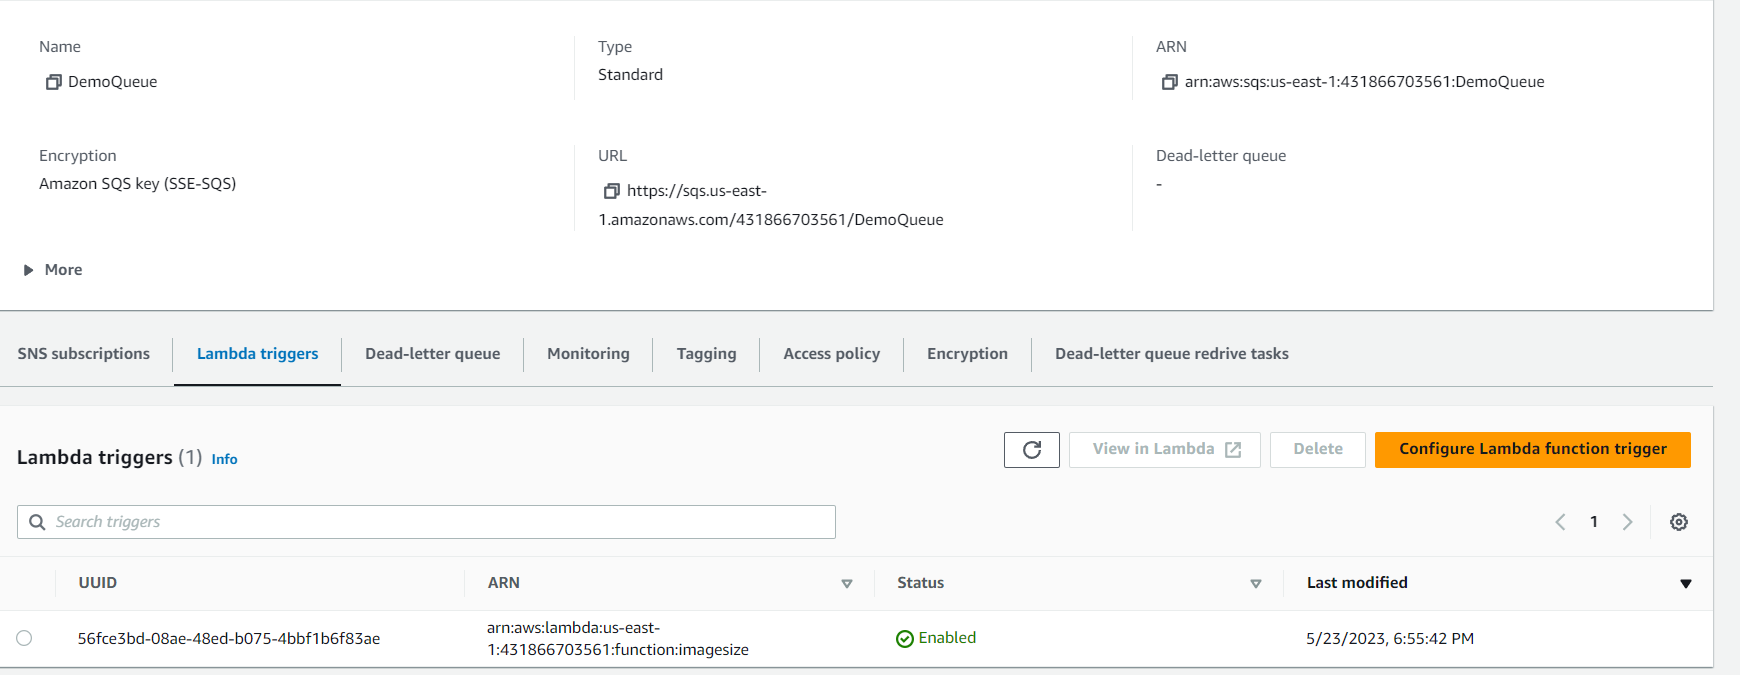 Name
Type
ARN
DemoQueue
Standard
arn:aws:sqs:us-east-1:431866703561:DemoQueue
Encryption
URL
Dead-letter queue
Amazon SQS key (SSE-SQS)
https://sqs.us-east-
1.amazonaws.com/431866703561/DemoQueue
-
More
SNS subscriptions
Lambda triggers
Dead-letter queue
Monitoring
Tagging
Access policy
Encryption
Dead-letter queue redrive tasks
Lambda triggers (1) Info
View in Lambda
Delete
Configure Lambda function trigger
Search triggers
1
UUID
ARN
Status
Last modified
56fce3bd-08ae-48ed-b075-4bbf1b6f83ae
arn:aws:lambda:us-east-
1:431866703561:function:imagesize
Enabled
5/23/2023, 6:55:42 PM